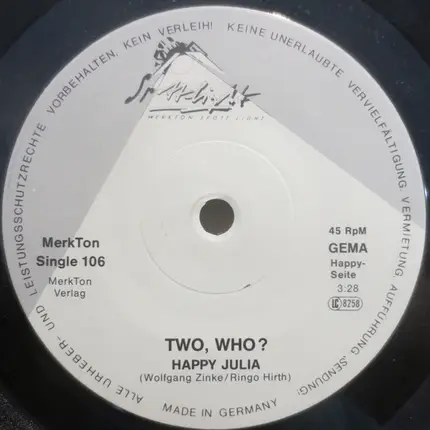 ALLE URHEBER- UND LEISTUNGSSCHUTZRECHTE VORBEHALTEN. KEIN VERLEIH! KEINE UNERLAUBTE VERVIELFÄLTIGUNG, VERMIETUNG, AUFFÜHRUNG, SENDUNG!
MERKTON SPOTT LIGHT
MerkTon
Single 106
MerkTon
Verlag
45 RpM
GEMA
Happy-
Seite
3:28
LC 8258
TWO, WHO?
HAPPY JULIA
(Wolfgang Zinke/Ringo Hirth)
MADE IN GERMANY